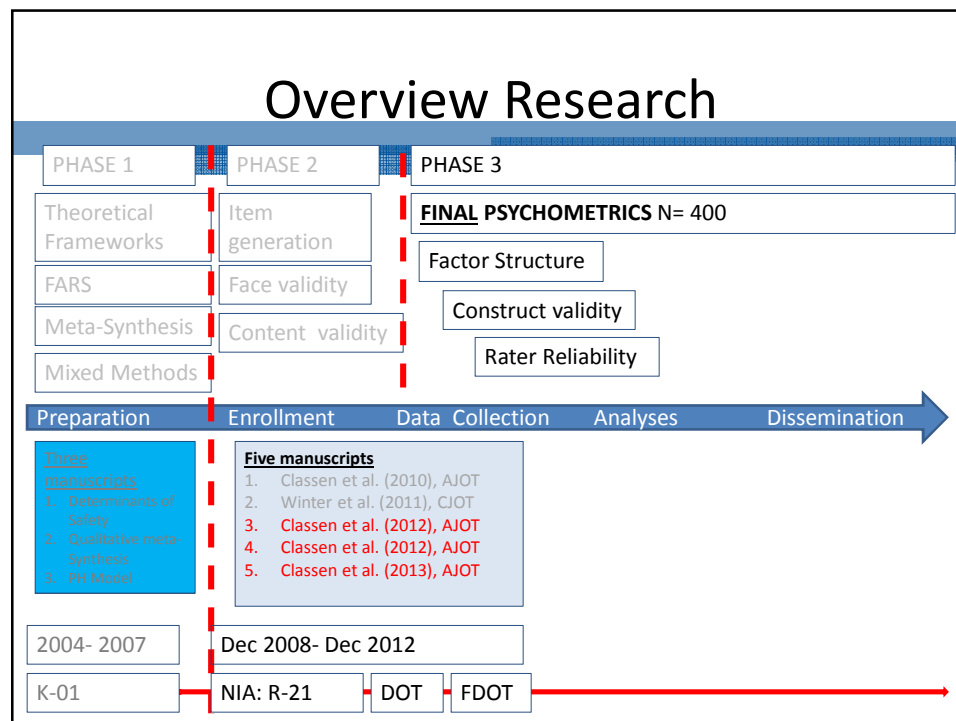 Overview Research
PHASE 1
PHASE 2
PHASE 3
Theoretical
Frameworks
FARS
Meta-Synthesis
Mixed Methods
Item
generation
Face validity
Content validity
FINAL PSYCHOMETRICS N= 400
Factor Structure
Construct validity
Rater Reliability
Preparation
Enrollment
Data Collection
Analyses
Dissemination
Three
manuscripts
1. Determinants of
Safety
2. Qualitative meta-
Synthesis
3. PH Model
Five manuscripts
1. Classen et al. (2010), AJOT
2. Winter et al. (2011), CJOT
3. Classen et al. (2012), AJOT
4. Classen et al. (2012), AJOT
5. Classen et al. (2013), AJOT
2004- 2007
Dec 2008- Dec 2012
K-01
NIA: R-21
DOT
FDOT